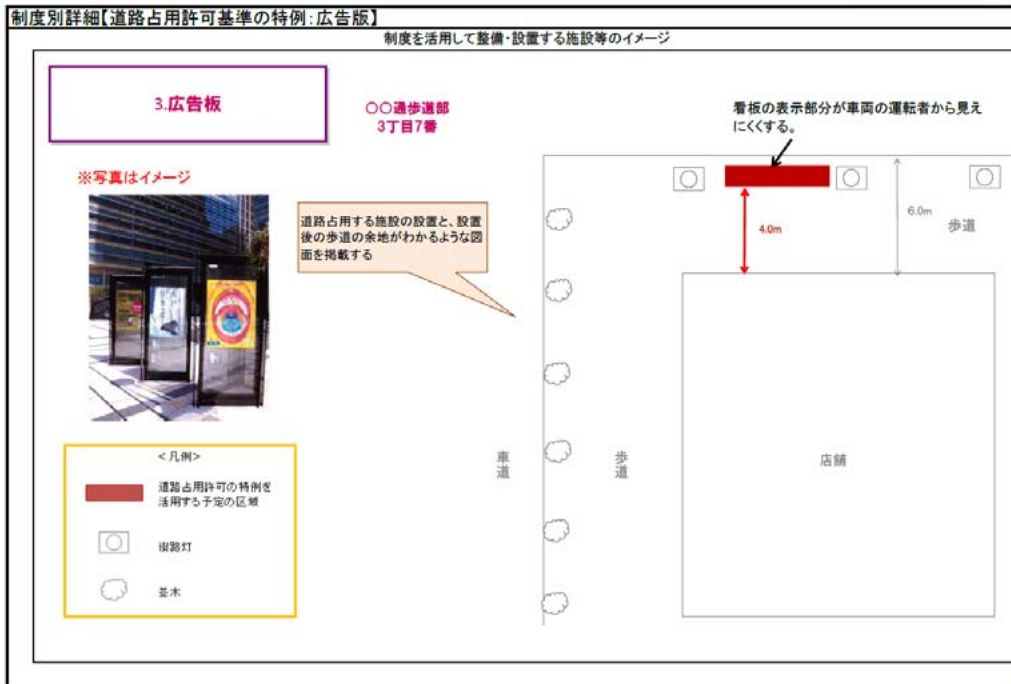 制度別詳細【道路占用許可基準の特例:広告版】
制度を活用して整備・設置する施設等のイメージ
3.広告板
○○通歩道部
3丁目7番
看板の表示部分が車両の運転者から見え
にくくする。
※写真はイメージ
道路占用する施設の設置と、設置
後の歩道の余地がわかるような図
面を掲載する
4.0m
6.0m
歩道
<凡例>
道路占用許可の特例を
活用する予定の区域
街路灯
並木
車道
歩道
店舗